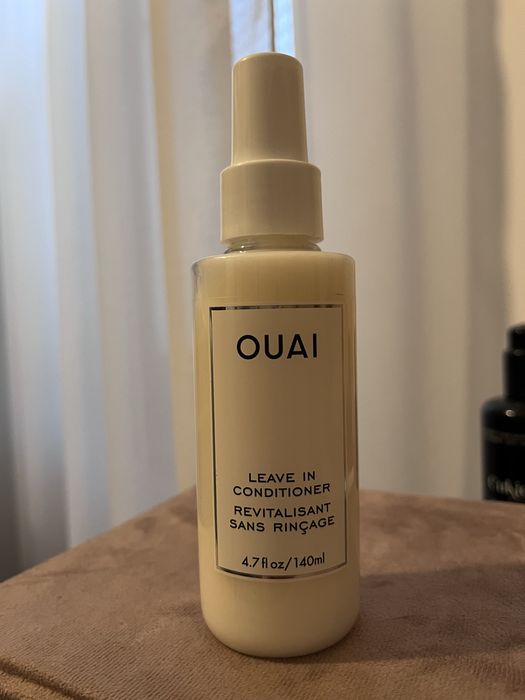 OUAI
LEAVE IN
CONDITIONER
REVITALISANT
SANS RINÇAGE
4.7 fl oz/140ml